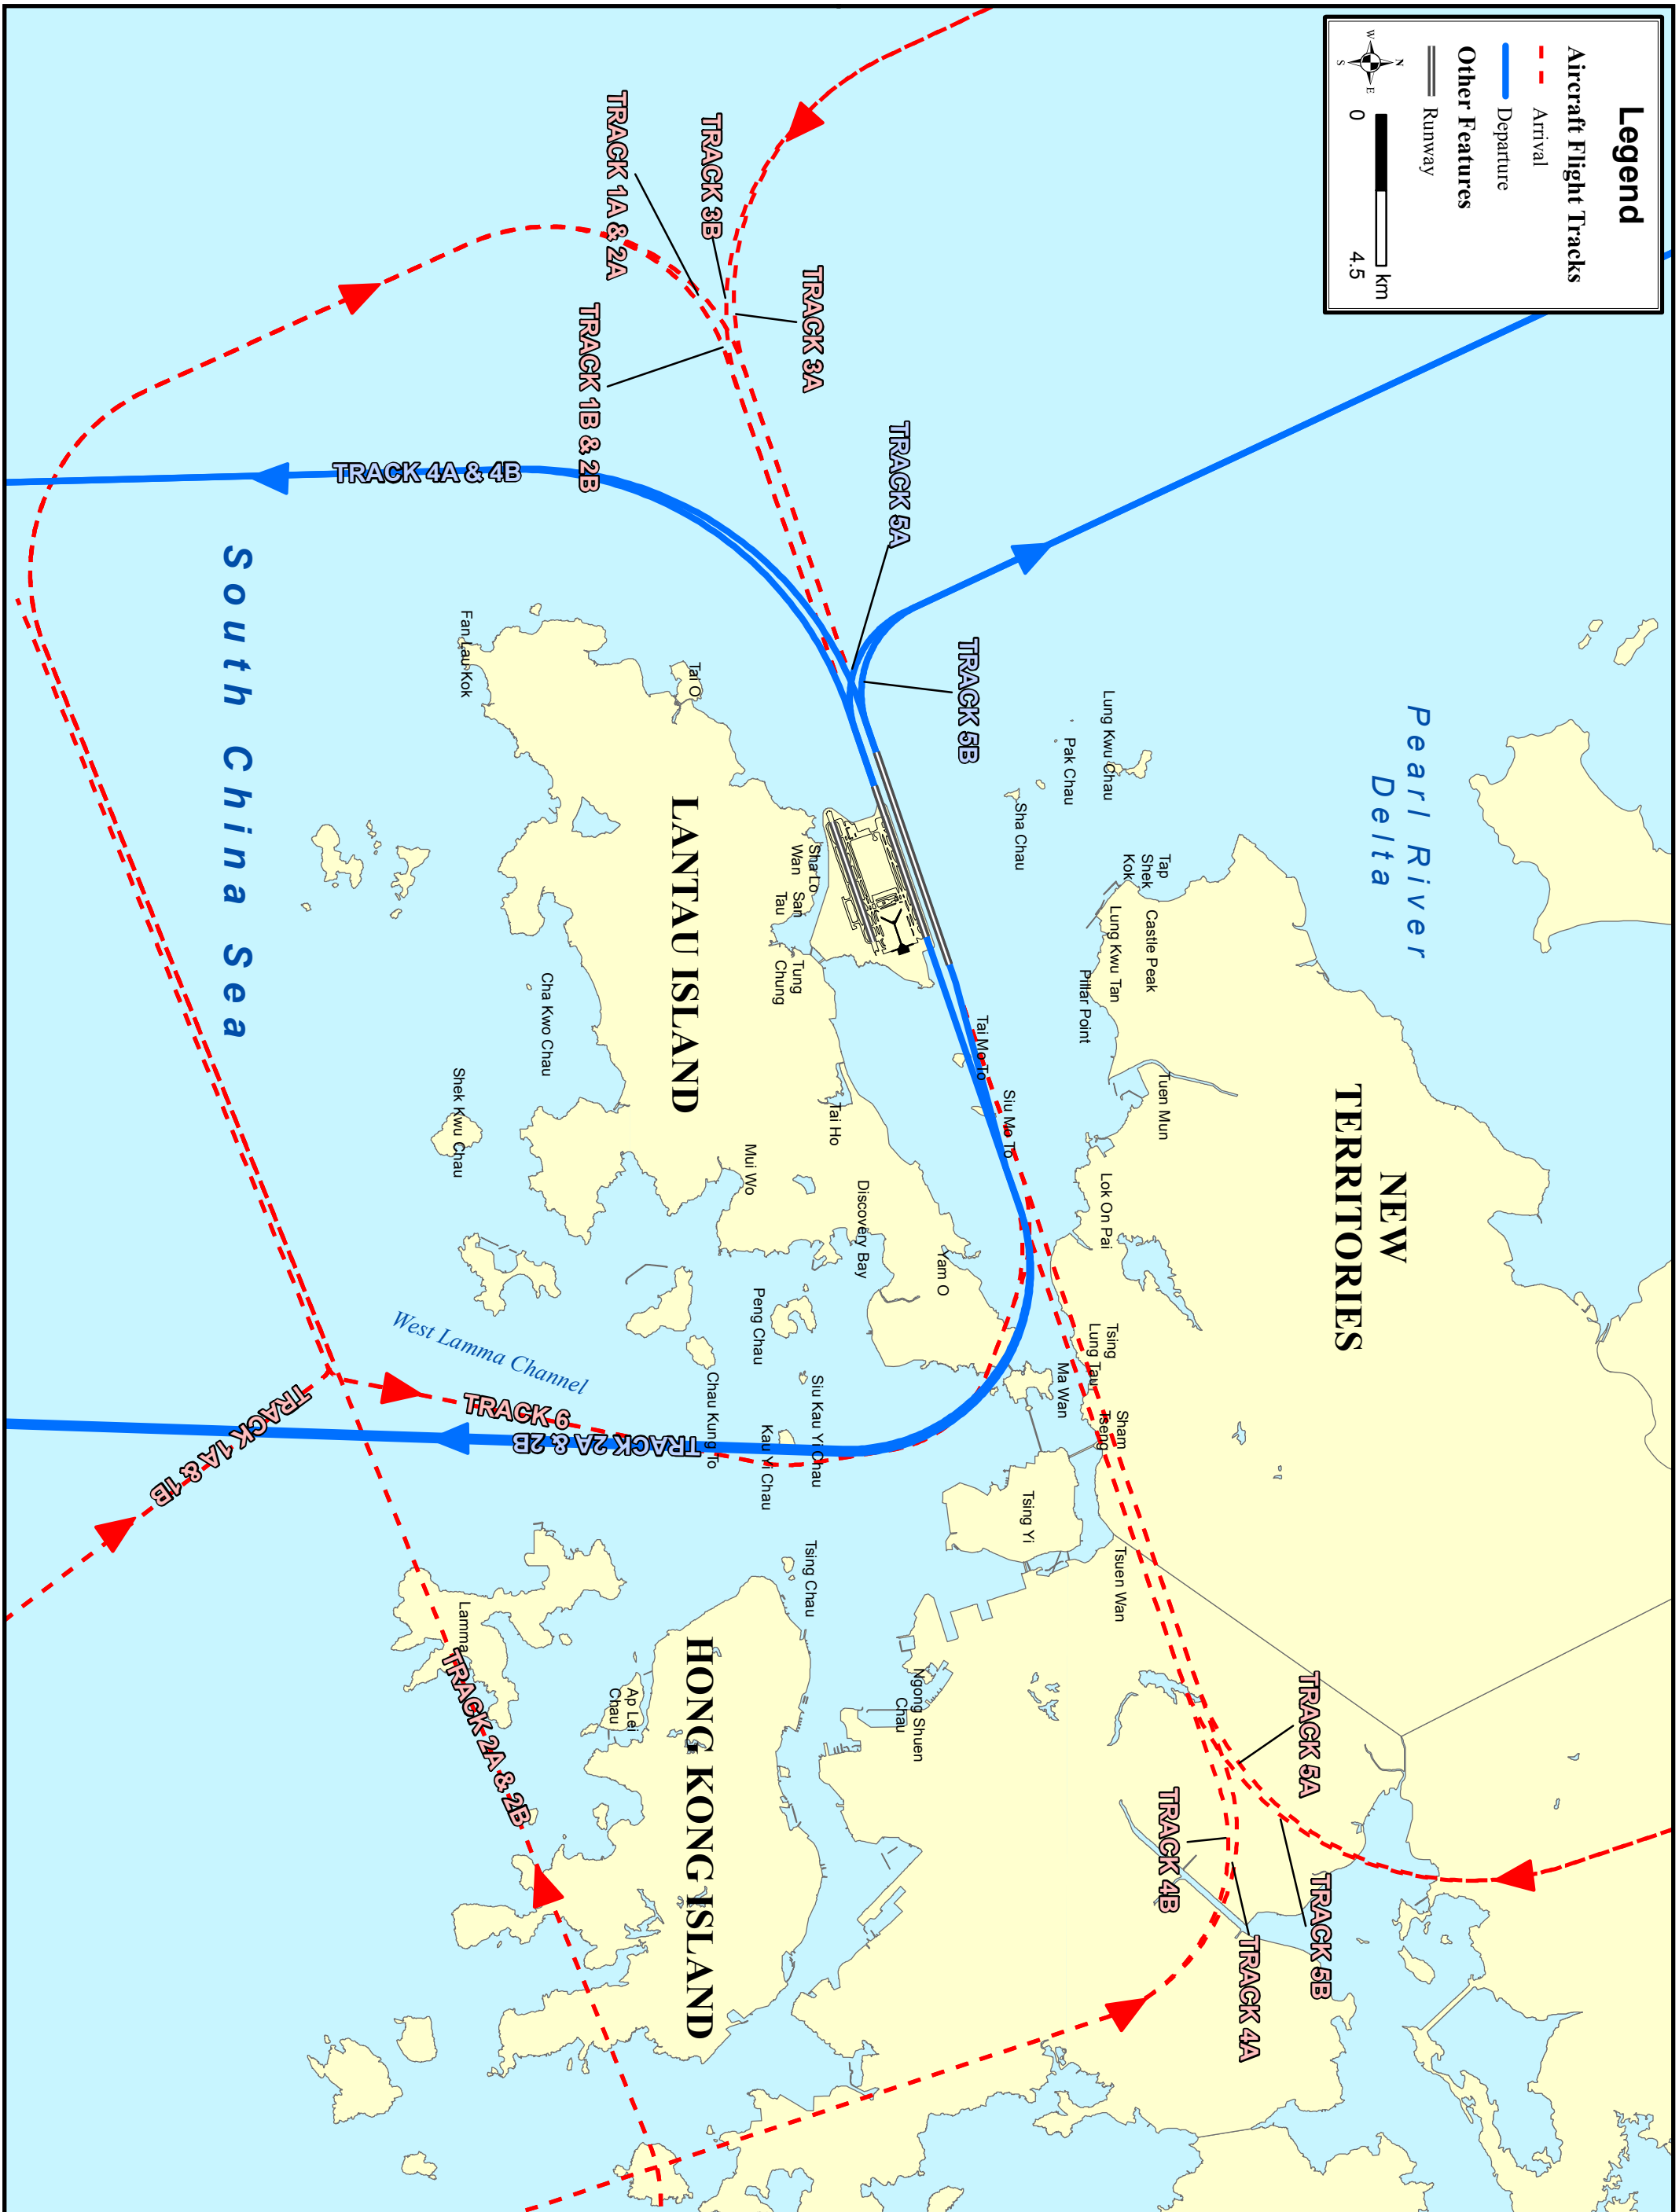 Legend
Aircraft Flight Tracks
Arrival
Departure
Other Features
Runway
N
W
E
S
km
0
4.5
TRACK 3B
TRACK 1A & 2A
TRACK 3A
TRACK 1B & 2B
TRACK 5A
TRACK 5B
TRACK 4A & 4B
Pearl River
Delta
South China Sea
Fan Lau Kok
Tai O
Lung Kwu Chau
Pak Chau
Sha Chau
Tap
Shek
Kok
Castle Peak
Lung Kwu Tan
Pillar Point
Sha Lo
Wan
San
Tau
Tung
Chung
LANTAU ISLAND
Cha Kwo Chau
Shek Kwu Chau
Tai Mo To
Siu Mo To
Tuen Mun
Lok On Pai
NEW
TERRITORIES
Tai Ho
Mui Wo
Discovery Bay
Yam O
Peng Chau
Tsing
Lung Tau
Ma Wan
Sham
Tseng
Siu Kau Yi Chau
Kau Yi Chau
Chau Kung To
West Lamma Channel
TRACK 6
TRACK 2A & 2B
TRACK 1A & 1B
Tsing Yi
Tsuen Wan
Tsing Chau
Lamma
TRACK 2A & 2B
Ap Lei
Chau
Ngong Shuen
Chau
HONG KONG ISLAND
TRACK 5A
TRACK 4B
TRACK 5B
TRACK 4A